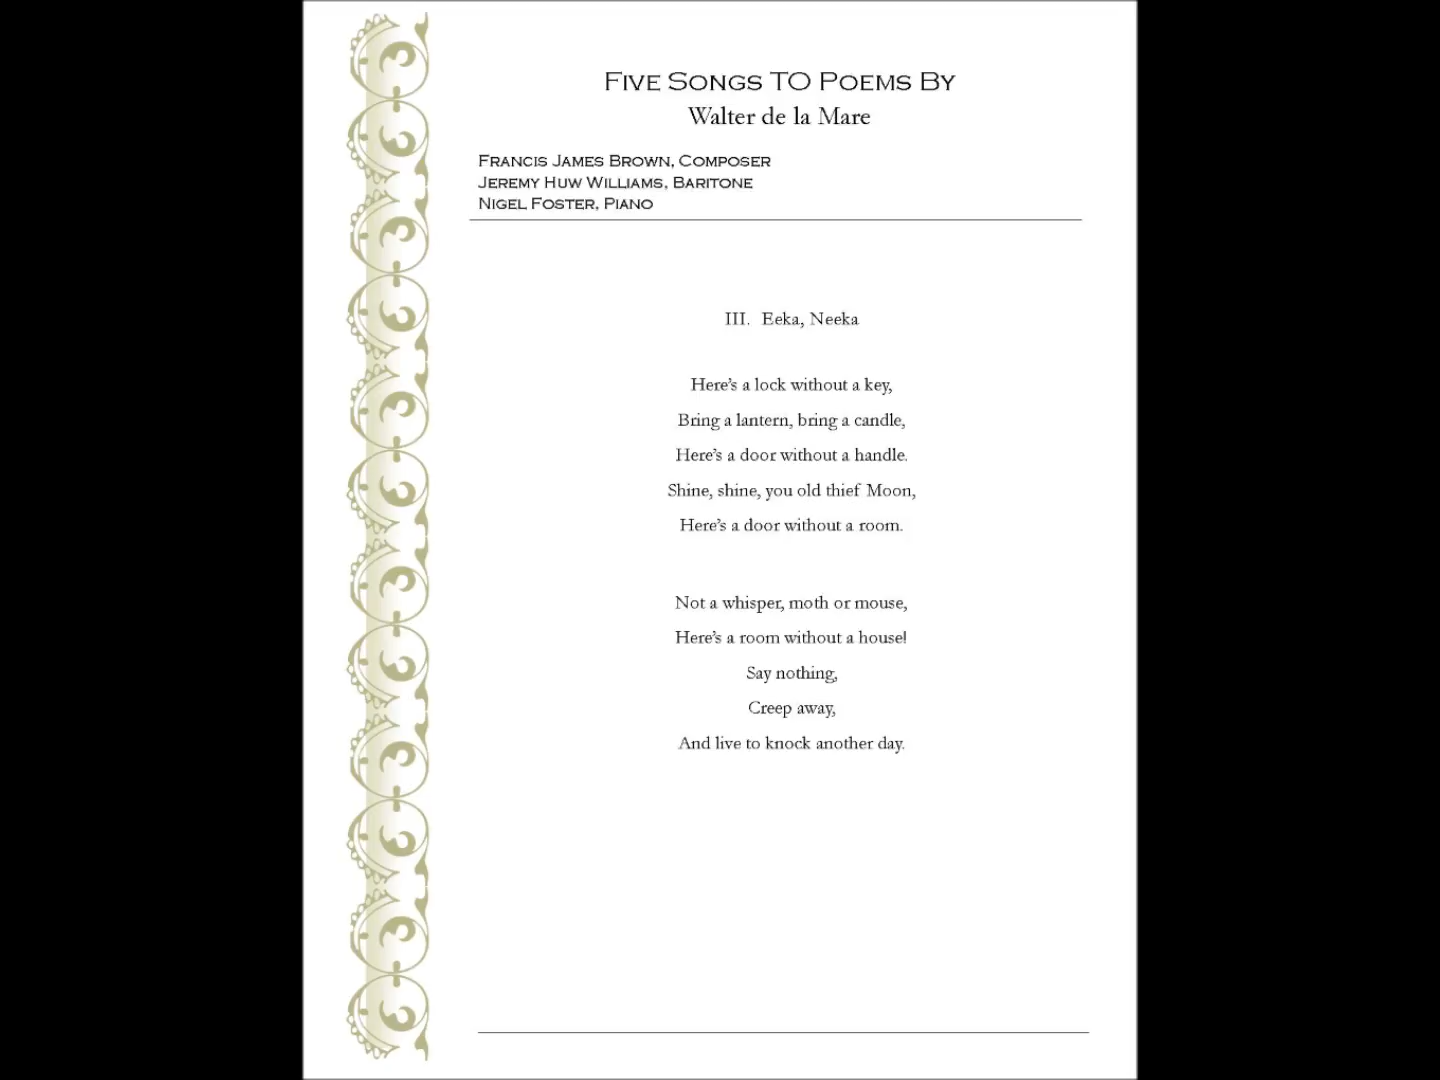 Five Songs TO Poems By
Walter de la Mare
Francis James Brown, Composer
Jeremy Huw Williams, Baritone
Nigel Foster, Piano
III. Eeka, Neeka
Here's a lock without a key,
Bring a lantern, bring a candle,
Here's a door without a handle.
Shine, shine, you old thief Moon,
Here's a door without a room.
Not a whisper, moth or mouse,
Here's a room without a house!
Say nothing,
Creep away,
And live to knock another day.